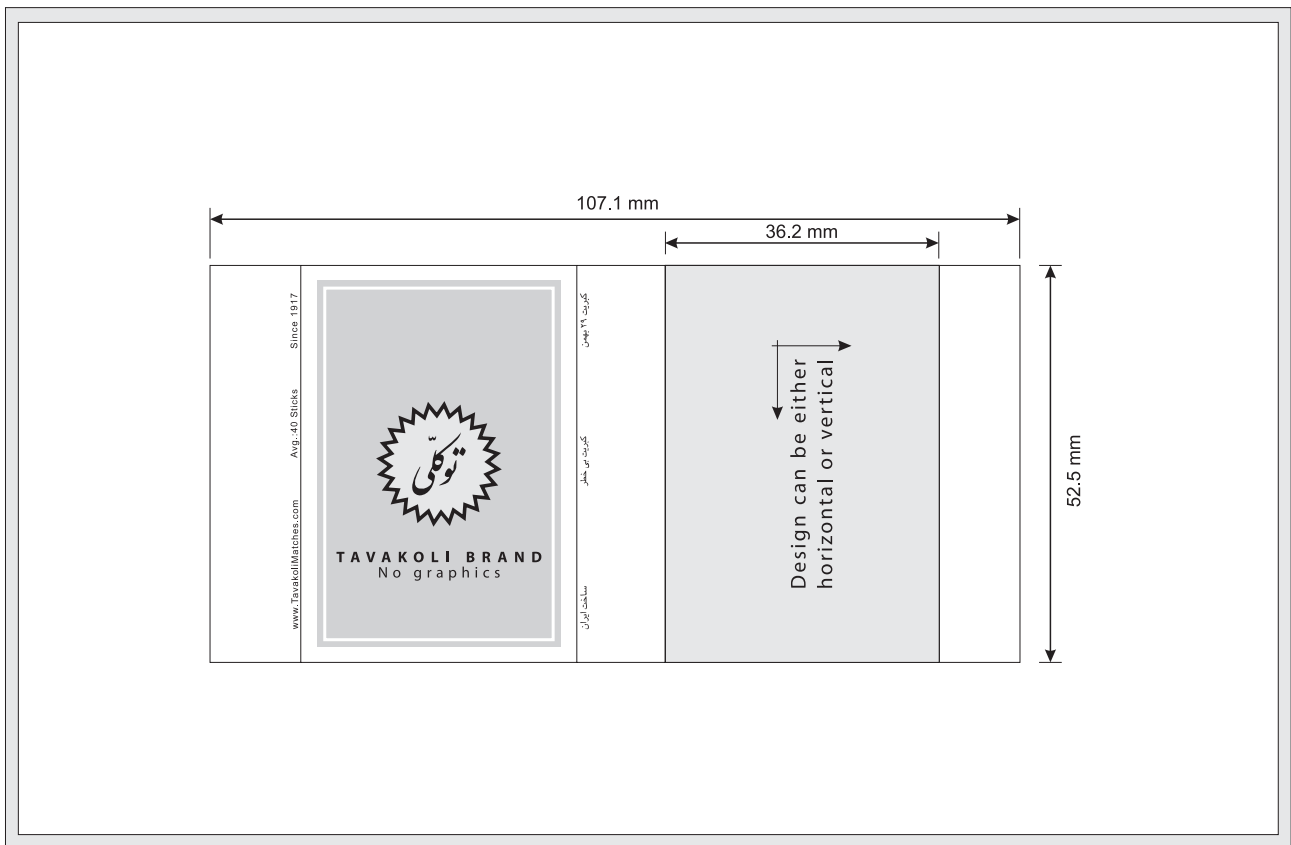 107.1 mm
36.2 mm
Since 1917
Avg.:40 Sticks
www.TavakoliMatches.com
توکلّی
TAVAKOLI BRAND
No graphics
کبریت ۲۹ بهمن
کبریت بی خطر
ساخت ایران
Design can be either
horizontal or vertical
52.5 mm